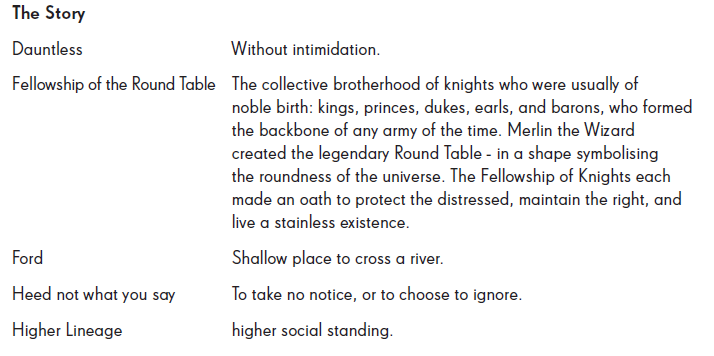 The Story
Dauntless Without intimidation.
Fellowship of the Round Table The collective brotherhood of knights who were usually of
noble birth: kings, princes, dukes, earls, and barons, who formed
the backbone of any army of the time. Merlin the Wizard
created the legendary Round Table - in a shape symbolising
the roundness of the universe. The Fellowship of Knights each
made an oath to protect the distressed, maintain the right, and
live a stainless existence.
Ford Shallow place to cross a river.
Heed not what you say To take no notice, or to choose to ignore.
Higher Lineage higher social standing.